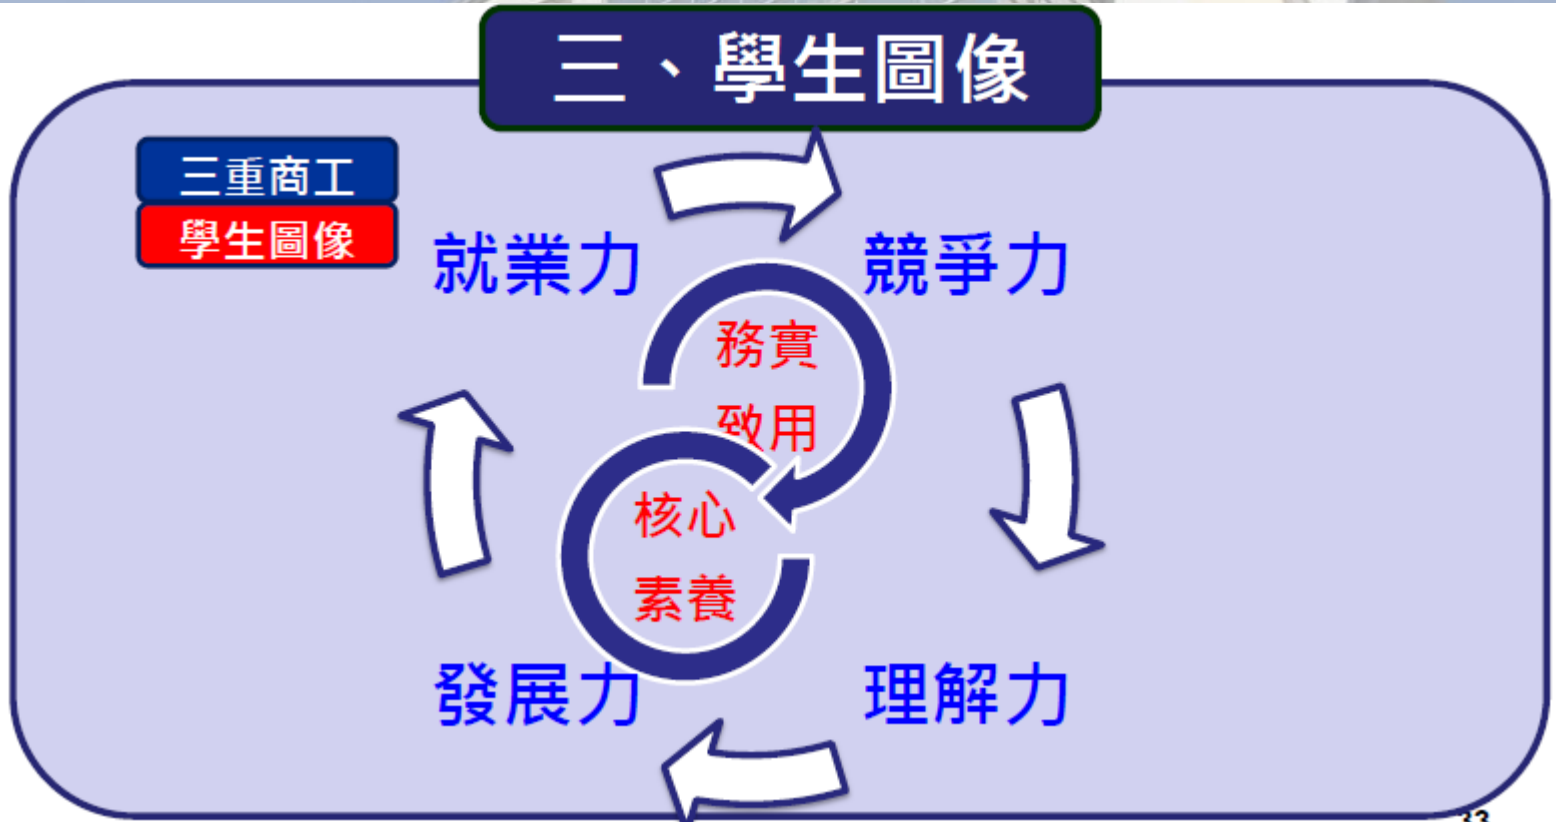 三、學生圖像
三重商工
學生圖像
就業力
競爭力
務實
致用
核心
素養
發展力
理解力
33